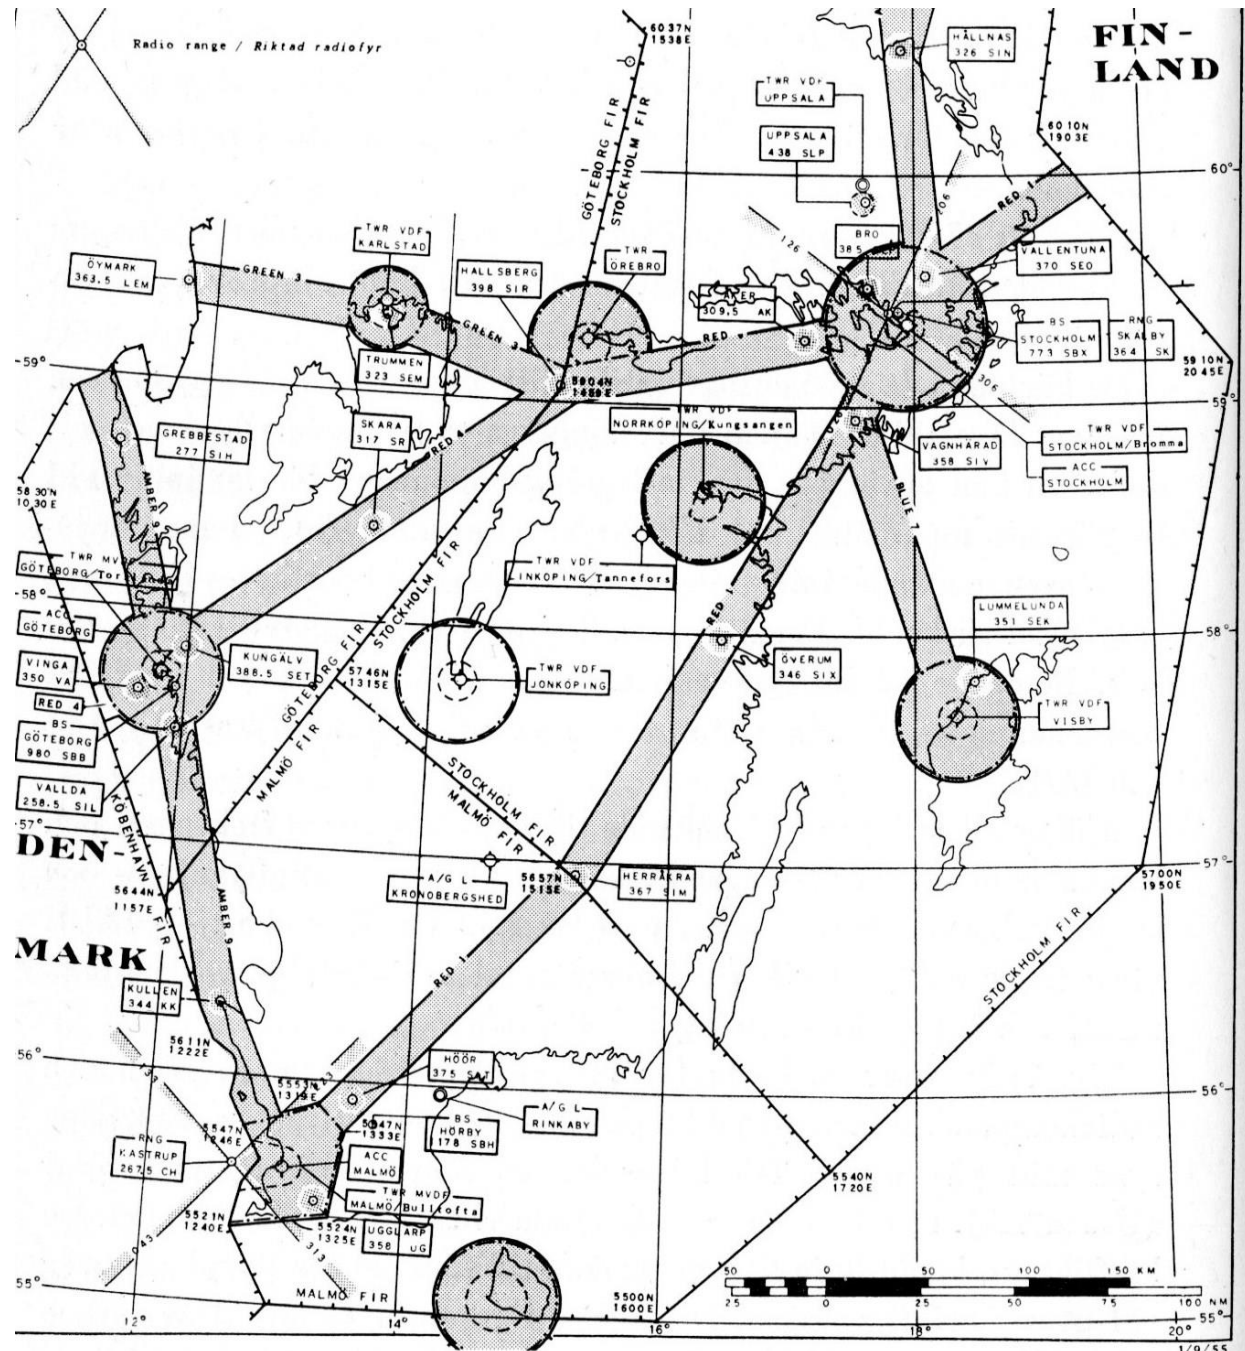 Radio range / Riktad radiofyr
6037N
1538E
HÅLLNÄS
326 SIN
FIN-
LAND
TWR VDF
UPPSALA
UPPSALA
438 SLP
6010N
1903E
GÖTEBORG FIR
STOCKHOLM FIR
60°
RED 1
206
126
TWR VDF
KARLSTAD
ÖYMARK
363.5 LEM
GREEN 3
HALLSBERG
398 SIR
TWR
ÖREBRO
BRO
VALLENTUNA
370 SEO
309.5 AK
GREEN 3
BS
STOCKHOLM
773 SBX
RNG
SKÅLBY
364 SK
5910N
2045E
TRUMMEN
323 SEM
59°
306
59°
SKARA
317 SR
TWR VDF
NORRKÖPING/Kungsängen
VAGNHÄRAD
358 SIV
TWR VDF
STOCKHOLM/Bromma
ACC
STOCKHOLM
GREBBESTAD
277 SIH
RED 4
AMBER 9
5830N
1030E
BLUE 7
TWR MVDF
GÖTEBORG/Torslanda
TWR VDF
LINKÖPING/Tannefors
58°
STOCKHOLM FIR
GÖTEBORG FIR
RED 1
LUMMELUNDA
351 SEK
58°
ACC
GÖTEBORG
VINGA
350 VA
KUNGÄLV
388.5 SET
5746N
1315E
TWR VDF
JÖNKÖPING
ÖVERUM
346 SIX
RED 4
TWR VDF
VISBY
BS
GÖTEBORG
980 SBB
MALMÖ FIR
VALLDA
258.5 SIL
STOCKHOLM FIR
MALMÖ FIR
57°
KÖBENHAVN FIR
DEN-
MARK
AMBER 9
5644N
1157E
A/G L
KRONOBERGSHED
5657N
1515E
HERRÅKRA
367 SIM
57°
5700N
1950E
STOCKHOLM FIR
RED 1
KULLEN
344 KK
5611N
1222E
56°
133
HÖÖR
375 SAT
5553N
1319E
56°
A/G L
RINKABY
5547N
1246E
5547N
1333E
BS
HÖRBY
1178 SBH
RNG
KASTRUP
267.5 CH
ACC
MALMÖ
TWR MVDF
MALMÖ/Bulltofta
5540N
1720E
5521N
1240E
5524N
1325E
UGGLARP
358 UG
043
313
55°
MALMÖ FIR
5500N
1600E
50 0 50 100 150 KM
25 0 25 50 75 100 NM
55°
12° 14° 16° 18° 20°
1/9/55